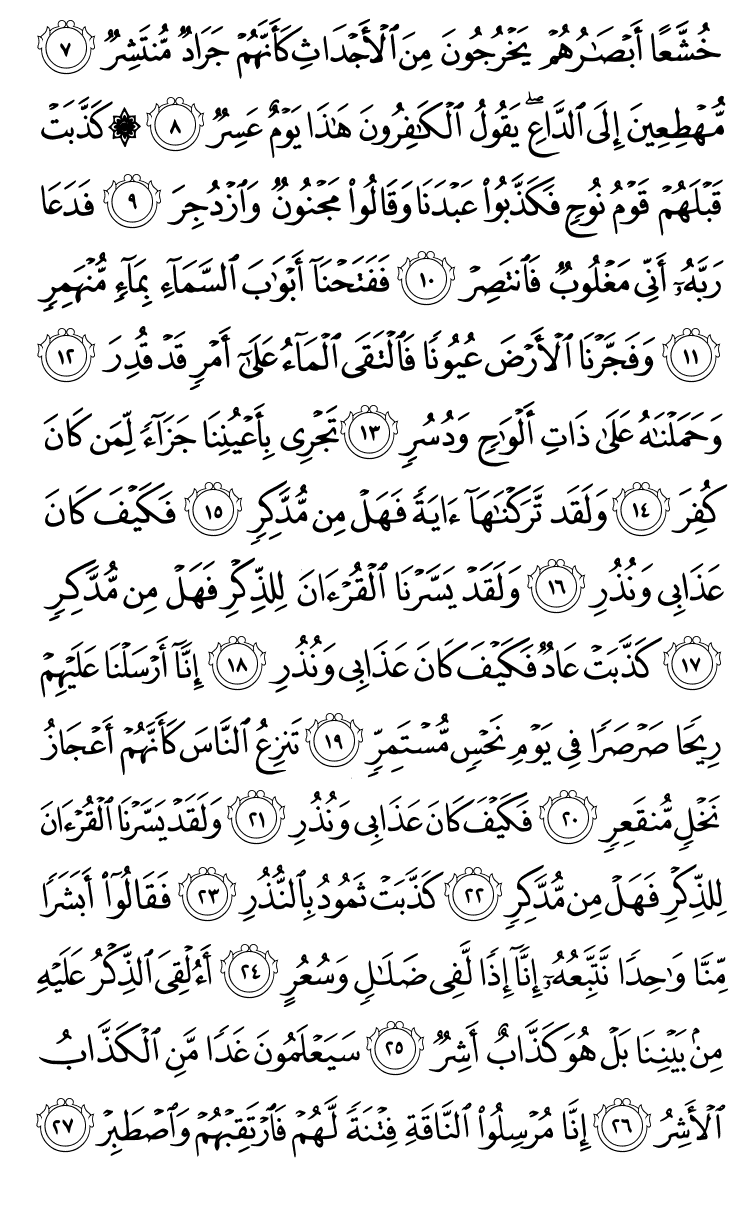 خُشَّعًا أَبْصَٰرُهُمْ يَخْرُجُونَ مِنَ ٱلْأَجْدَاثِ كَأَنَّهُمْ جَرَادٌ مُّنتَشِرٌ ٧
مُّهْطِعِينَ إِلَى ٱلدَّاعِ ۖ يَقُولُ ٱلْكَٰفِرُونَ هَٰذَا يَوْمٌ عَسِرٌ ٨ ۞ كَذَّبَتْ
قَبْلَهُمْ قَوْمُ نُوحٍ فَكَذَّبُوا۟ عَبْدَنَا وَقَالُوا۟ مَجْنُونٌ وَٱزْدُجِرَ ٩ فَدَعَا
رَبَّهُۥٓ أَنِّى مَغْلُوبٌ فَٱنتَصِرْ ١٠ فَفَتَحْنَآ أَبْوَٰبَ ٱلسَّمَآءِ بِمَآءٍ مُّنْهَمِرٍ
١١ وَفَجَّرْنَا ٱلْأَرْضَ عُيُونًا فَٱلْتَقَى ٱلْمَآءُ عَلَىٰٓ أَمْرٍ قَدْ قُدِرَ ١٢
وَحَمَلْنَٰهُ عَلَىٰ ذَاتِ أَلْوَٰحٍ وَدُسُرٍ ١٣ تَجْرِى بِأَعْيُنِنَا جَزَآءً لِّمَن كَانَ
كُفِرَ ١٤ وَلَقَد تَّرَكْنَٰهَآ ءَايَةً فَهَلْ مِن مُّدَّكِرٍ ١٥ فَكَيْفَ كَانَ
عَذَابِى وَنُذُرِ ١٦ وَلَقَدْ يَسَّرْنَا ٱلْقُرْءَانَ لِلذِّكْرِ فَهَلْ مِن مُّدَّكِرٍ
١٧ كَذَّبَتْ عَادٌ فَكَيْفَ كَانَ عَذَابِى وَنُذُرِ ١٨ إِنَّآ أَرْسَلْنَا عَلَيْهِمْ
رِيحًا صَرْصَرًا فِى يَوْمِ نَحْسٍ مُّسْتَمِرٍّ ١٩ تَنزِعُ ٱلنَّاسَ كَأَنَّهُمْ أَعْجَازُ
نَخْلٍ مُّنقَعِرٍ ٢٠ فَكَيْفَ كَانَ عَذَابِى وَنُذُرِ ٢١ وَلَقَدْ يَسَّرْنَا ٱلْقُرْءَانَ
لِلذِّكْرِ فَهَلْ مِن مُّدَّكِرٍ ٢٢ كَذَّبَتْ ثَمُودُ بِٱلنُّذُرِ ٢٣ فَقَالُوٓا۟ أَبَشَرًا
مِّنَّا وَٰحِدًا نَّتَّبِعُهُۥٓ إِنَّآ إِذًا لَّفِى ضَلَٰلٍ وَسُعُرٍ ٢٤ أَءُلْقِىَ ٱلذِّكْرُ عَلَيْهِ
مِنۢ بَيْنِنَا بَلْ هُوَ كَذَّابٌ أَشِرٌ ٢٥ سَيَعْلَمُونَ غَدًا مَّنِ ٱلْكَذَّابُ
ٱلْأَشِرُ ٢٦ إِنَّا مُرْسِلُوا۟ ٱلنَّاقَةِ فِتْنَةً لَّهُمْ فَٱرْتَقِبْهُمْ وَٱصْطَبِرْ ٢٧